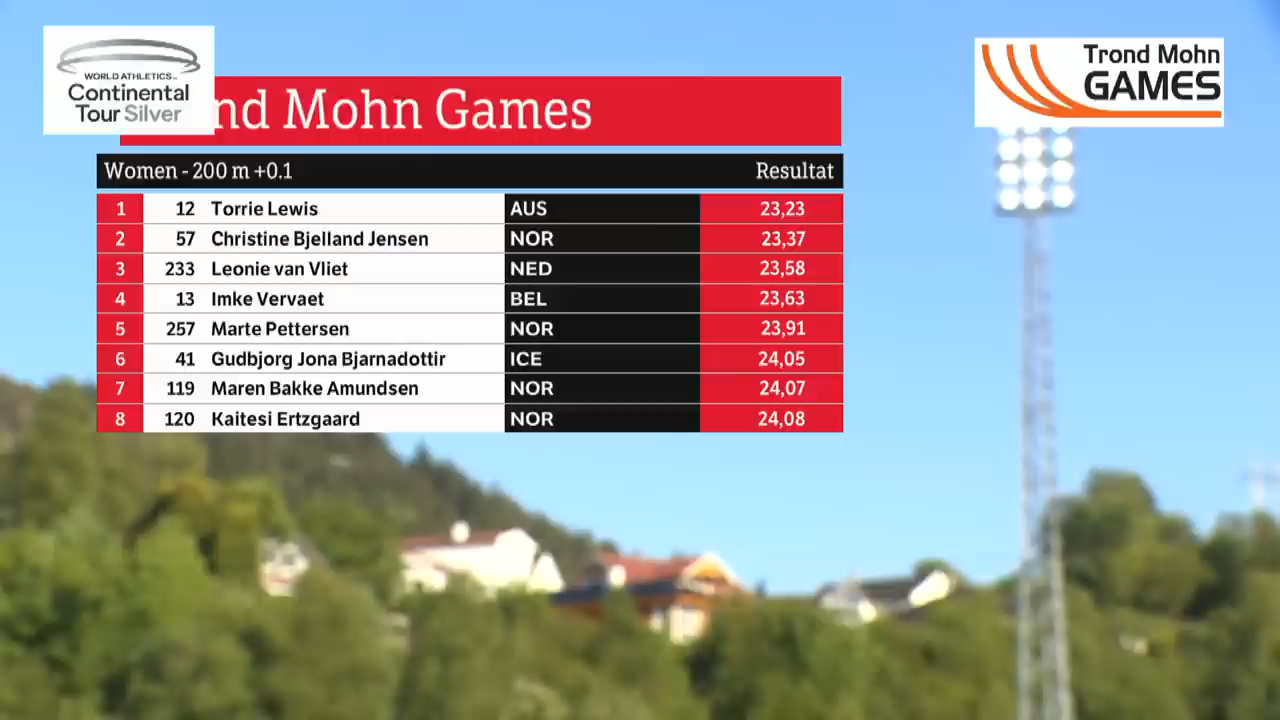 WORLD ATHLETICS
Continental
Tour Silver
nd Mohn Games
Trond Mohn
GAMES
Women - 200 m +0.1 Resultat
1 12 Torrie Lewis AUS 23,23
2 57 Christine Bjelland Jensen NOR 23,37
3 233 Leonie van Vliet NED 23,58
4 13 Imke Vervaet BEL 23,63
5 257 Marte Pettersen NOR 23,91
6 41 Gudbjorg Jona Bjarnadottir ICE 24,05
7 119 Maren Bakke Amundsen NOR 24,07
8 120 Kaitesi Ertzgaard NOR 24,08